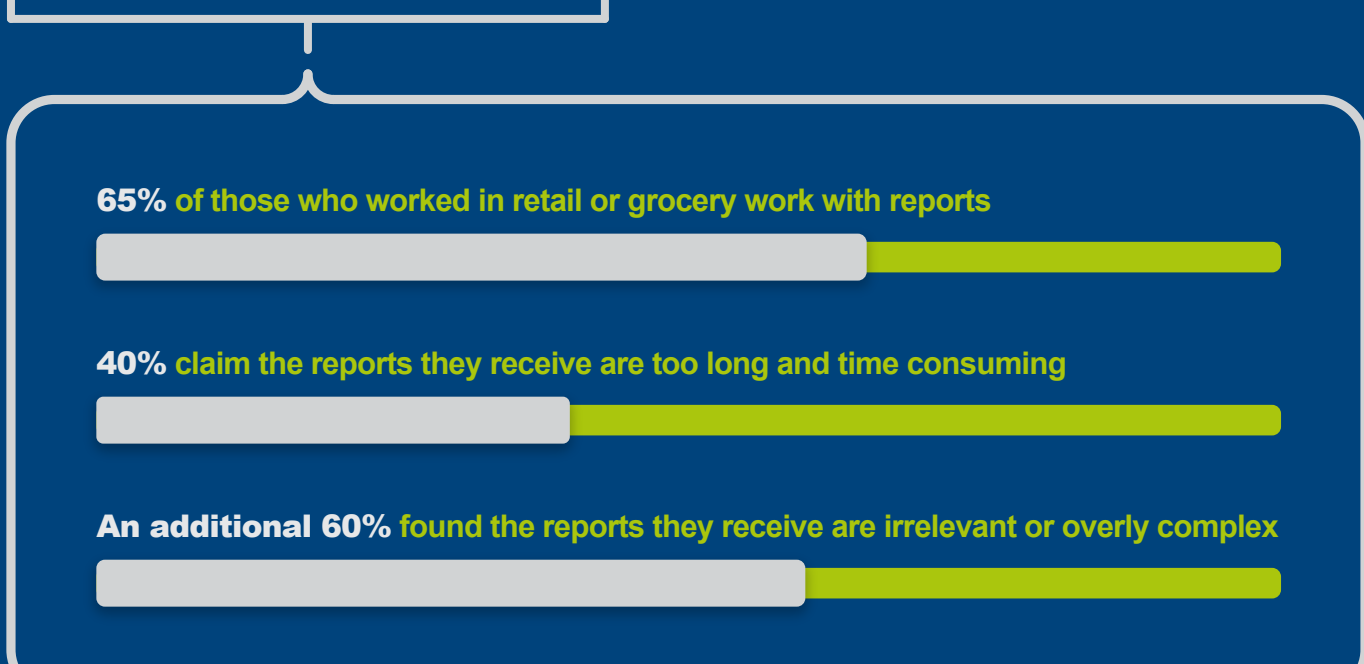 65% of those who worked in retail or grocery work with reports
40% claim the reports they receive are too long and time consuming
An additional 60% found the reports they receive are irrelevant or overly complex